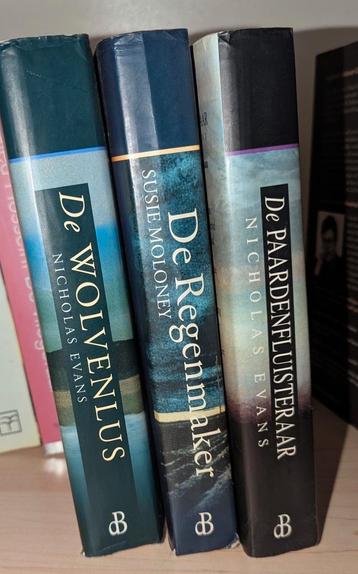 De WOLVENLUS
NICHOLAS EVANS
B
De Regenmaker
SUSIE MOLONEY
B
De PAARDENFLUISTERAAR
NICHOLAS EVANS
B